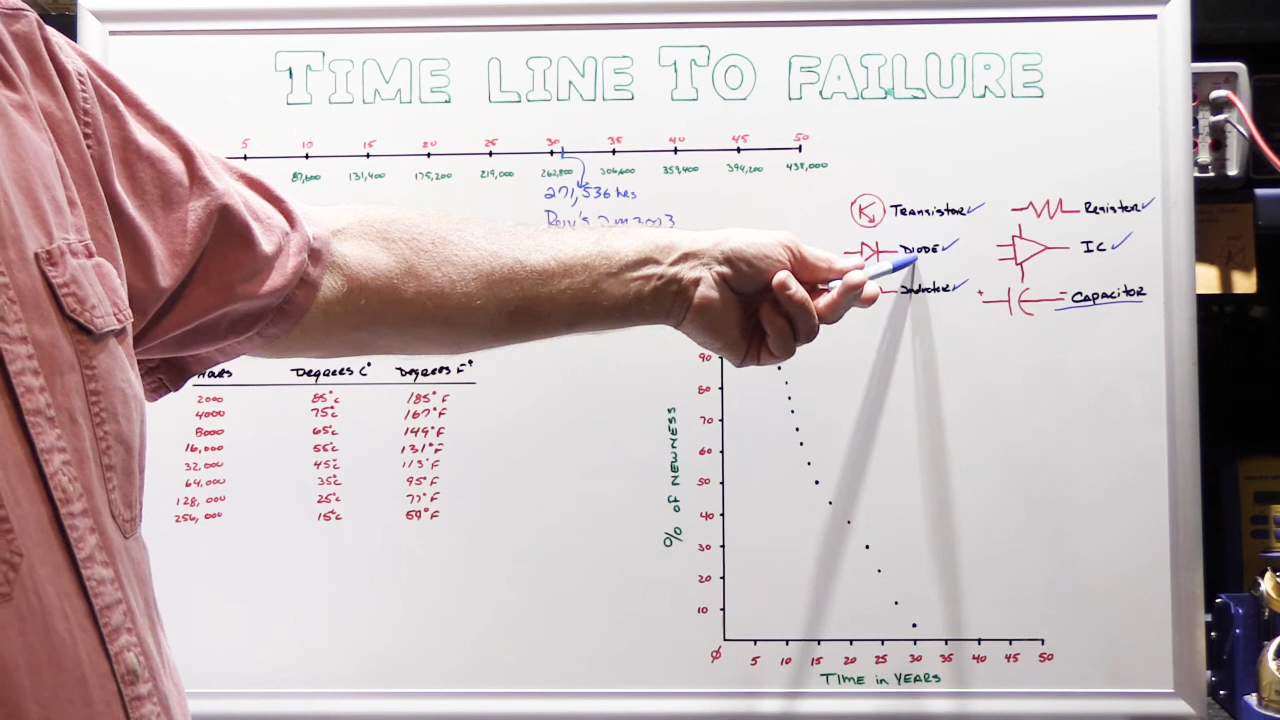 TIME LINE TO FAILURE
5 10 15 20 25 30 35 40 45 50
87,600 131,400 175,200 219,000 262,800 306,600 359,400 394,200 438,000
271,536 hrs
Transistor ✓ Resistor ✓
DIODE ✓ IC ✓
Inductor ✓ + - CAPACITOR
Degrees C° Degrees F°
2000 85°c 185°F
4000 75°c 167°F
8000 65°c 149°F
16,000 55°c 131°F
32,000 45°c 113°F
64,000 35°c 95°F
128,000 25°c 77°F
256,000 15°c 59°F
% OF NEWNESS
90
80
70
60
50
40
30
20
10
Ø 5 10 15 20 25 30 35 40 45 50
TIME in YEARS